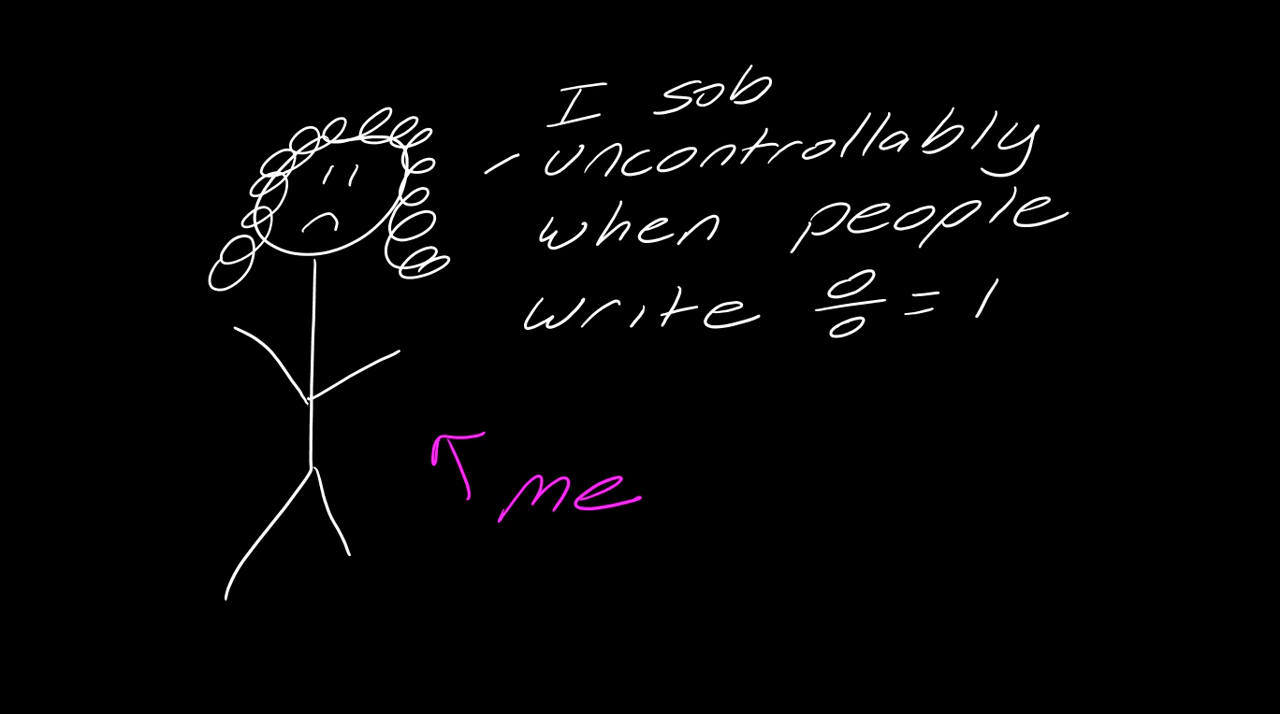 I sob
uncontrollably
when people
write 0/0 = 1
me